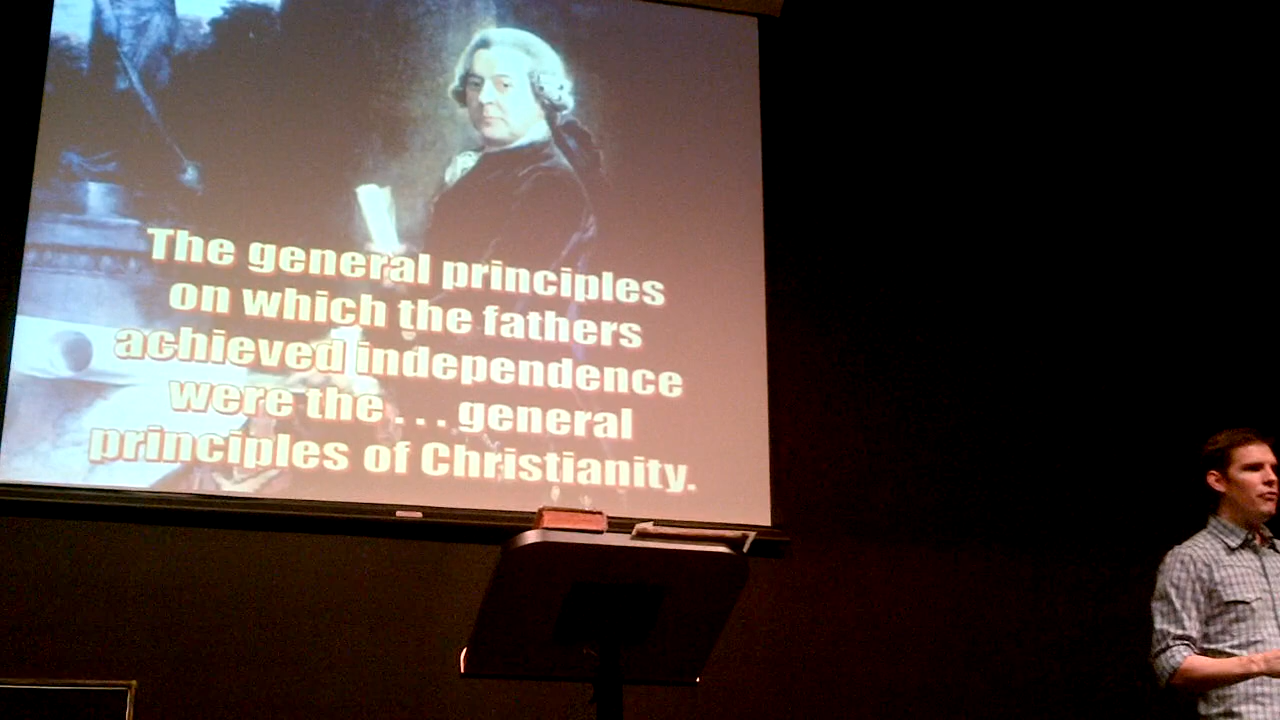 The general principles
on which the fathers
achieved independence
were the . . . general
principles of Christianity.